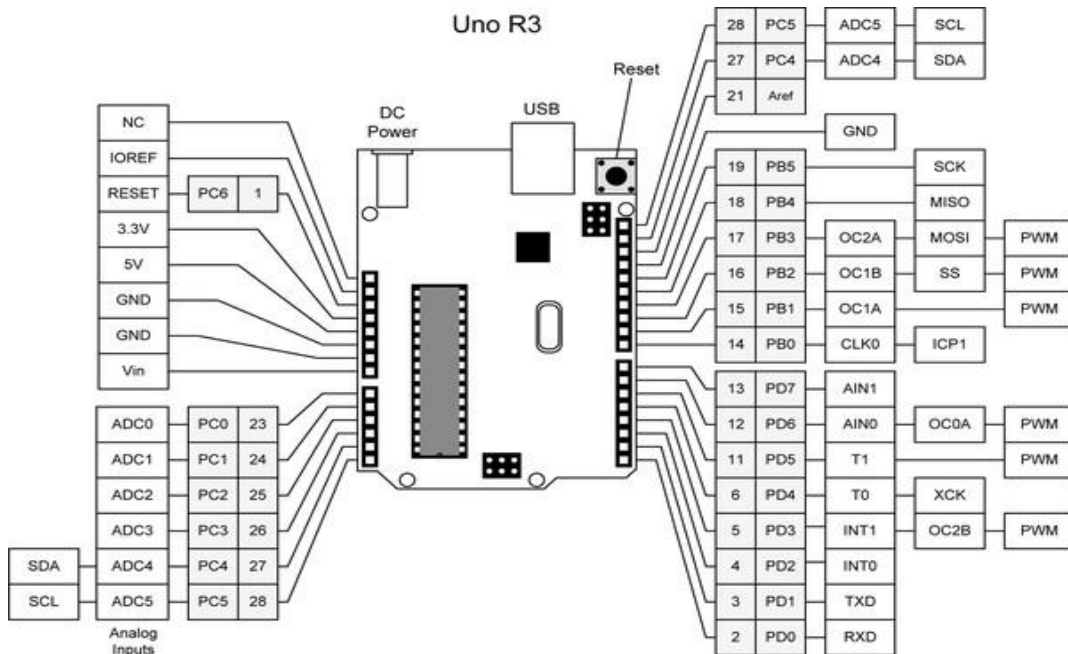 Uno R3
Reset
DC
Power
USB
NC
IOREF
RESET PC6 1
3.3V
5V
GND
GND
Vin
ADC0 PC0 23
ADC1 PC1 24
ADC2 PC2 25
ADC3 PC3 26
SDA ADC4 PC4 27
SCL ADC5 PC5 28
Analog
Inputs
28 PC5 ADC5 SCL
27 PC4 ADC4 SDA
21 Aref
GND
19 PB5 SCK
18 PB4 MISO
17 PB3 OC2A MOSI PWM
16 PB2 OC1B SS PWM
15 PB1 OC1A PWM
14 PB0 CLK0 ICP1
13 PD7 AIN1
12 PD6 AIN0 OC0A PWM
11 PD5 T1 PWM
6 PD4 T0 XCK
5 PD3 INT1 OC2B PWM
4 PD2 INT0
3 PD1 TXD
2 PD0 RXD